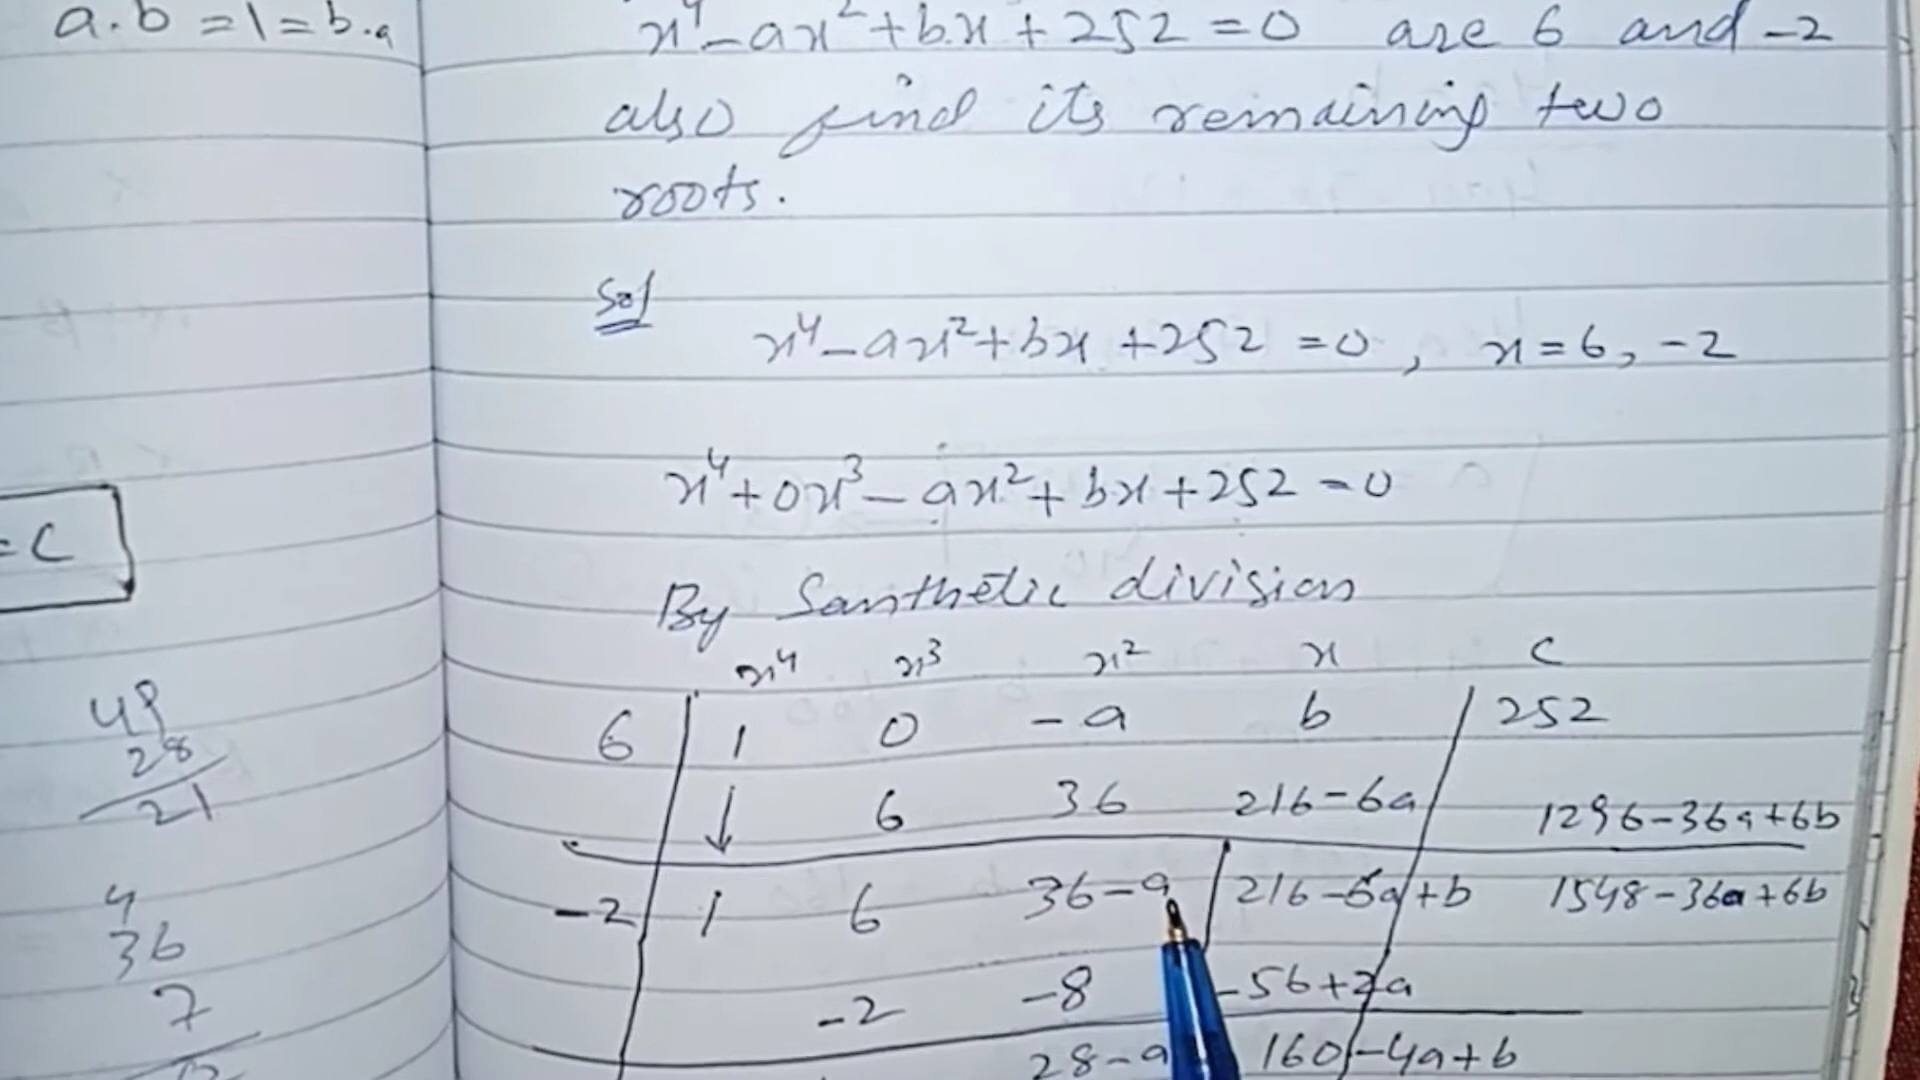 a.b = 1 = b.a
= c
49
28
21
4
36
7
x⁴ - ax² + bx + 252 = 0 are 6 and -2
also find its remaining two
roots.
Sol
x⁴ - ax² + bx + 252 = 0, x = 6, -2
x⁴ + 0x³ - ax² + bx + 252 = 0
By Santhetic division
x⁴ x³ x² x c
6 1 0 -a b 252
↓ 6 36 216-6a 1296-36a+6b
-2 1 6 36-a 216-6a+b 1548-36a+6b
-2 -8 -56+2a
28-a 160-4a+b